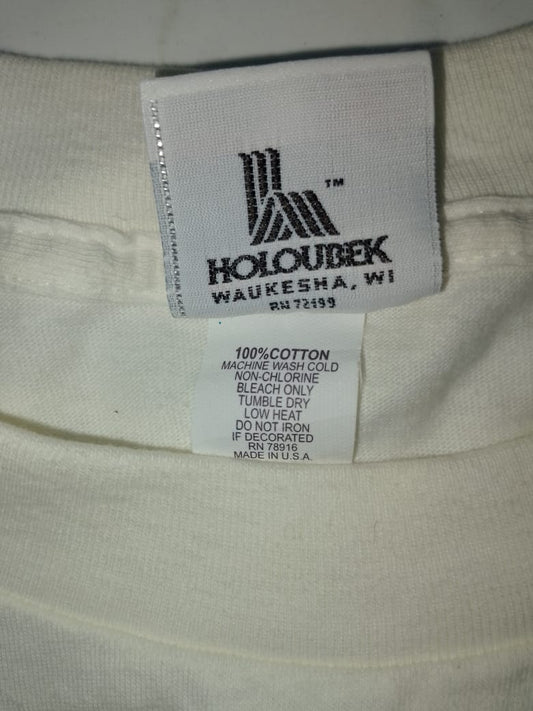 ™
HOLOUBEK
WAUKESHA, WI
RN 72199
100%COTTON
MACHINE WASH COLD
NON-CHLORINE
BLEACH ONLY
TUMBLE DRY
LOW HEAT
DO NOT IRON
IF DECORATED
RN 78916
MADE IN U.S.A.